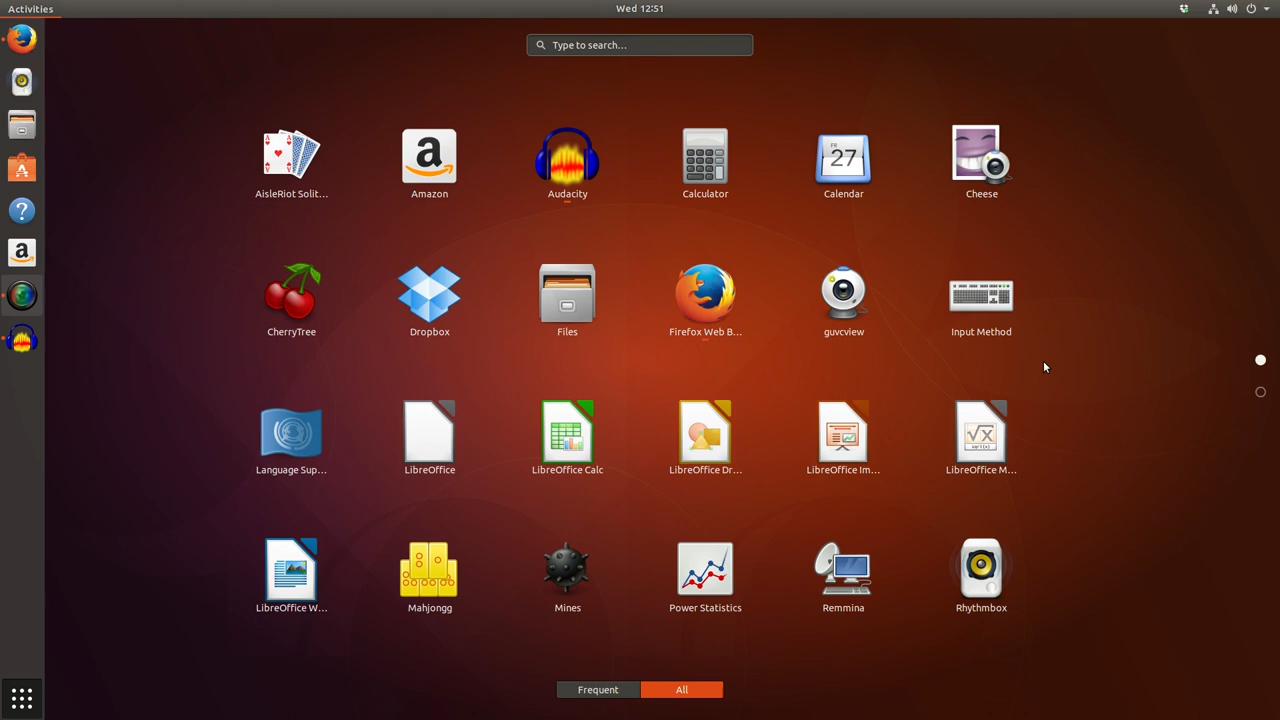 Activities
Wed 12:51
Type to search…
AisleRiot Solit…
Amazon
Audacity
Calculator
Calendar
Cheese
CherryTree
Dropbox
Files
Firefox Web B…
guvcview
Input Method
Language Sup…
LibreOffice
LibreOffice Calc
LibreOffice Dr…
LibreOffice Im…
LibreOffice M…
LibreOffice W…
Mahjongg
Mines
Power Statistics
Remmina
Rhythmbox
Frequent
All
FR
27